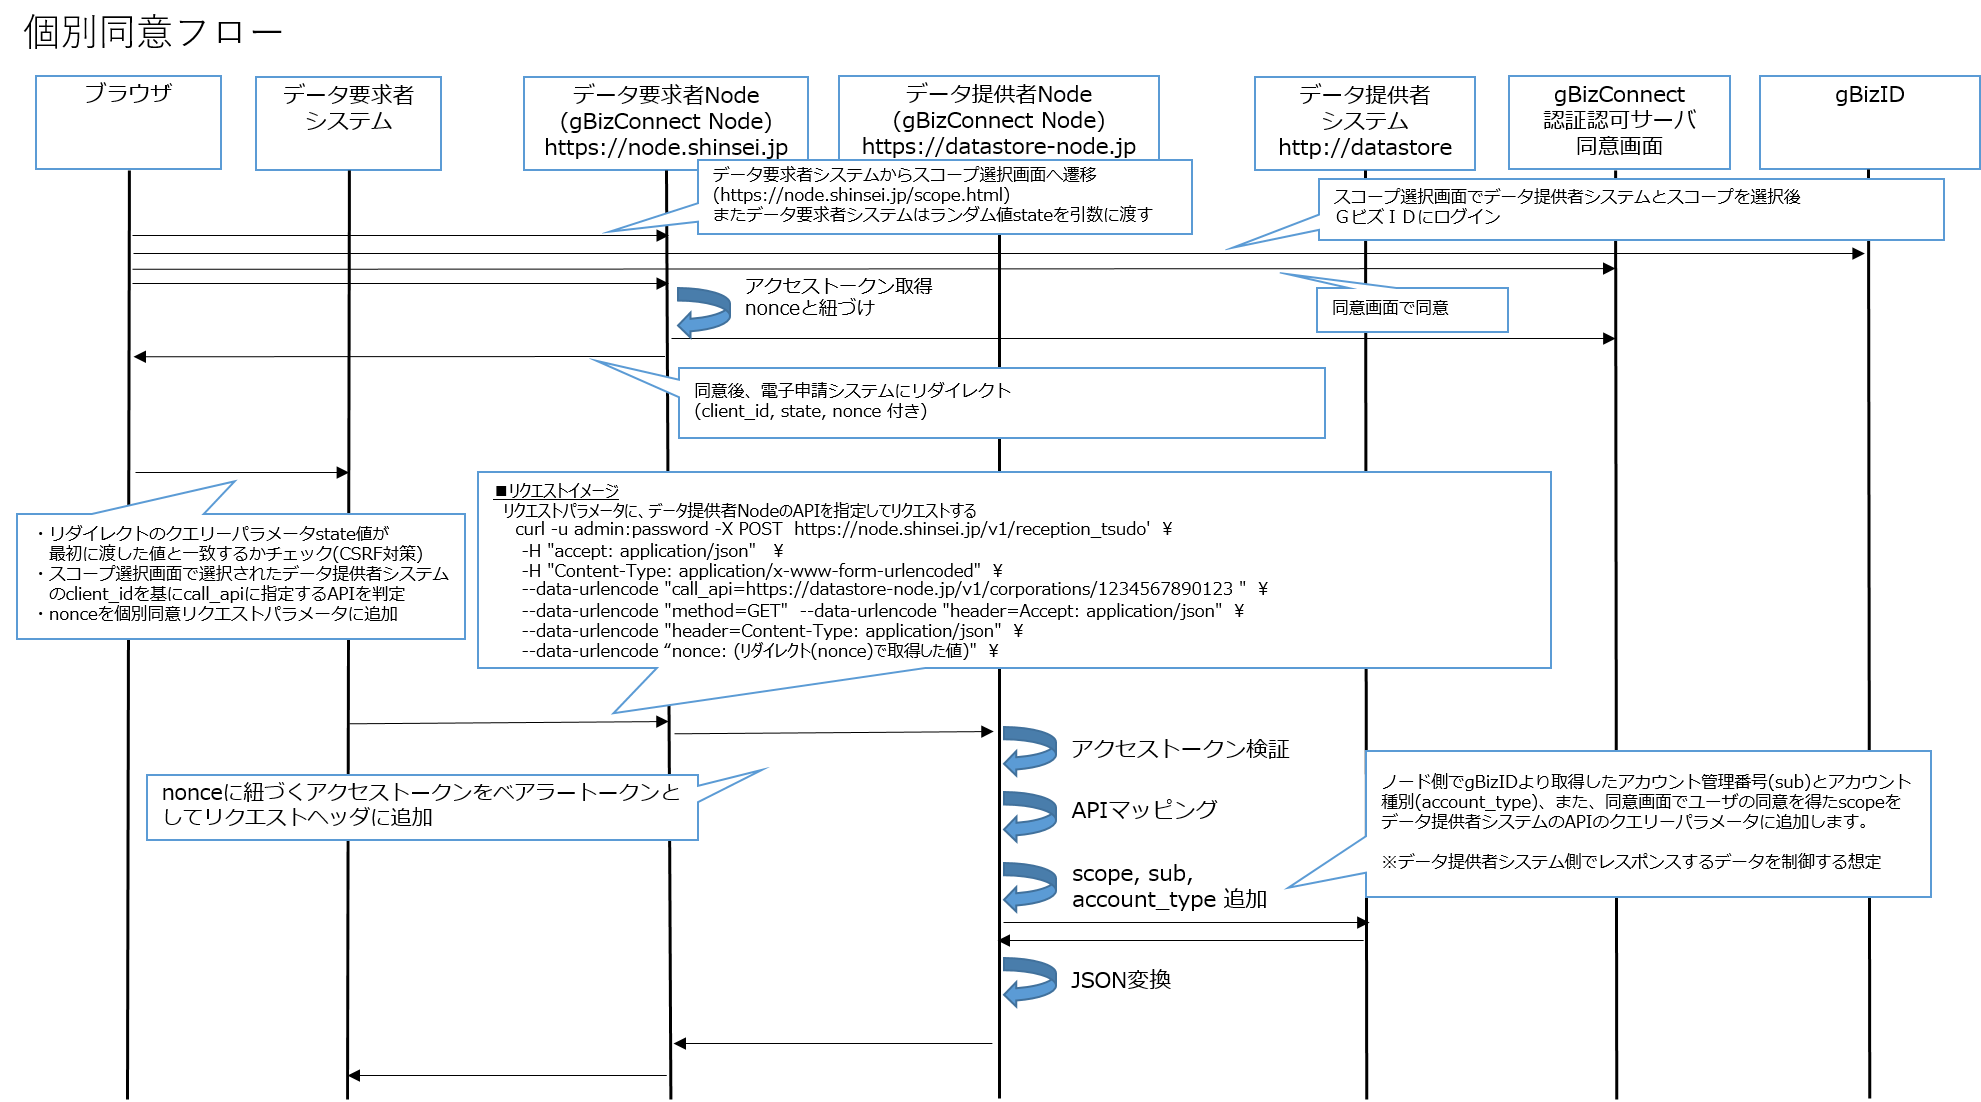 個別同意フロー
ブラウザ
データ要求者
システム
データ要求者Node
(gBizConnect Node)
https://node.shinsei.jp
データ提供者Node
(gBizConnect Node)
https://datastore-node.jp
データ提供者
システム
http://datastore
gBizConnect
認証認可サーバ
同意画面
gBizID
データ要求者システムからスコープ選択画面へ遷移
(https://node.shinsei.jp/scope.html)
またデータ要求者システムはランダム値stateを引数に渡す
スコープ選択画面でデータ提供者システムとスコープを選択後
ＧビズＩＤにログイン
アクセストークン取得
nonceと紐づけ
同意画面で同意
同意後、電子申請システムにリダイレクト
(client_id, state, nonce 付き)
・リダイレクトのクエリーパラメータstate値が
最初に渡した値と一致するかチェック(CSRF対策)
・スコープ選択画面で選択されたデータ提供者システム
のclient_idを基にcall_apiに指定するAPIを判定
・nonceを個別同意リクエストパラメータに追加
■リクエストイメージ
リクエストパラメータに、データ提供者NodeのAPIを指定してリクエストする
curl -u admin:password -X POST  https://node.shinsei.jp/v1/reception_tsudo'  ¥
-H "accept: application/json"   ¥
-H "Content-Type: application/x-www-form-urlencoded"  ¥
--data-urlencode "call_api=https://datastore-node.jp/v1/corporations/1234567890123 "  ¥
--data-urlencode "method=GET"  --data-urlencode "header=Accept: application/json"  ¥
--data-urlencode "header=Content-Type: application/json"  ¥
--data-urlencode “nonce: (リダイレクト(nonce)で取得した値)"  ¥
nonceに紐づくアクセストークンをベアラートークンと
してリクエストヘッダに追加
アクセストークン検証
APIマッピング
scope, sub,
account_type 追加
ノード側でgBizIDより取得したアカウント管理番号(sub)とアカウント
種別(account_type)、また、同意画面でユーザの同意を得たscopeを
データ提供者システムのAPIのクエリーパラメータに追加します。
※データ提供者システム側でレスポンスするデータを制御する想定
JSON変換